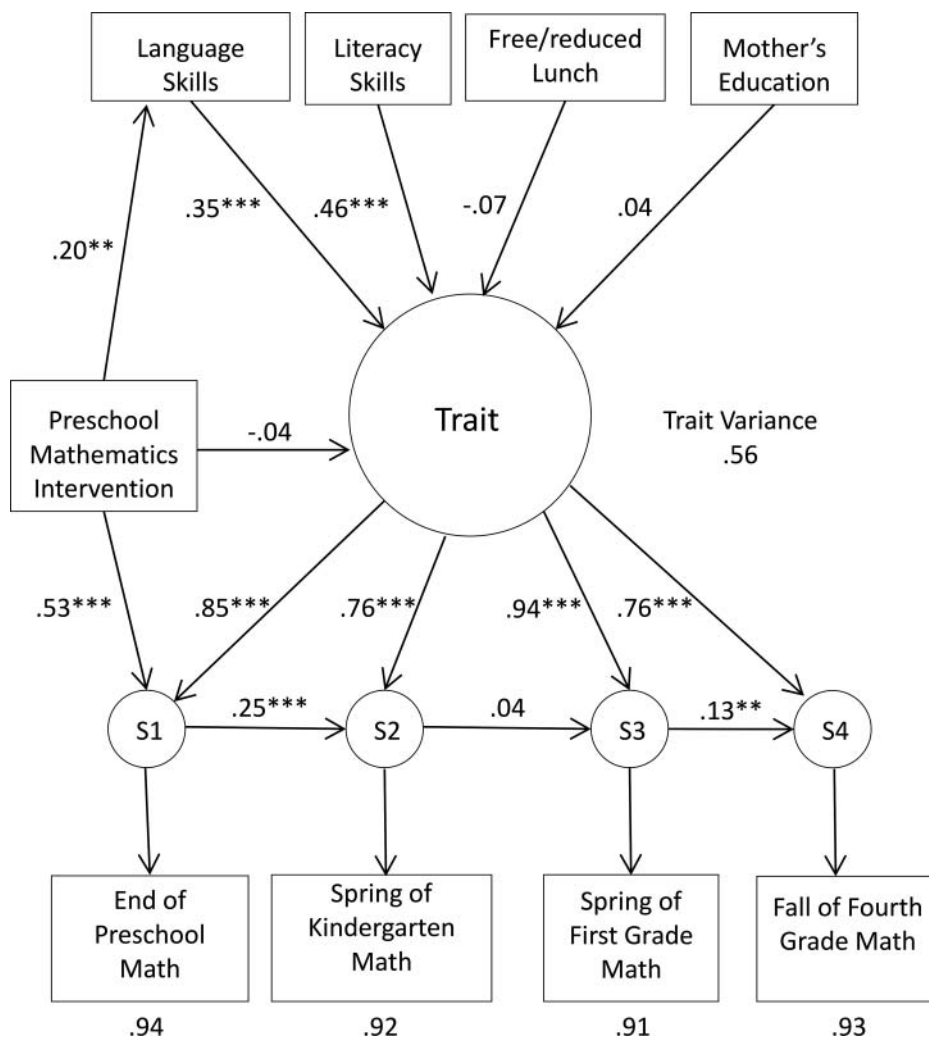 Language
Skills
Literacy
Skills
Free/reduced
Lunch
Mother’s
Education
.20**
.35***
.46***
-.07
.04
Preschool
Mathematics
Intervention
-.04
Trait
Trait Variance
.56
.53***
.85***
.76***
.94***
.76***
S1
.25***
S2
.04
S3
.13**
S4
End of
Preschool
Math
Spring of
Kindergarten
Math
Spring of
First Grade
Math
Fall of Fourth
Grade Math
.94
.92
.91
.93